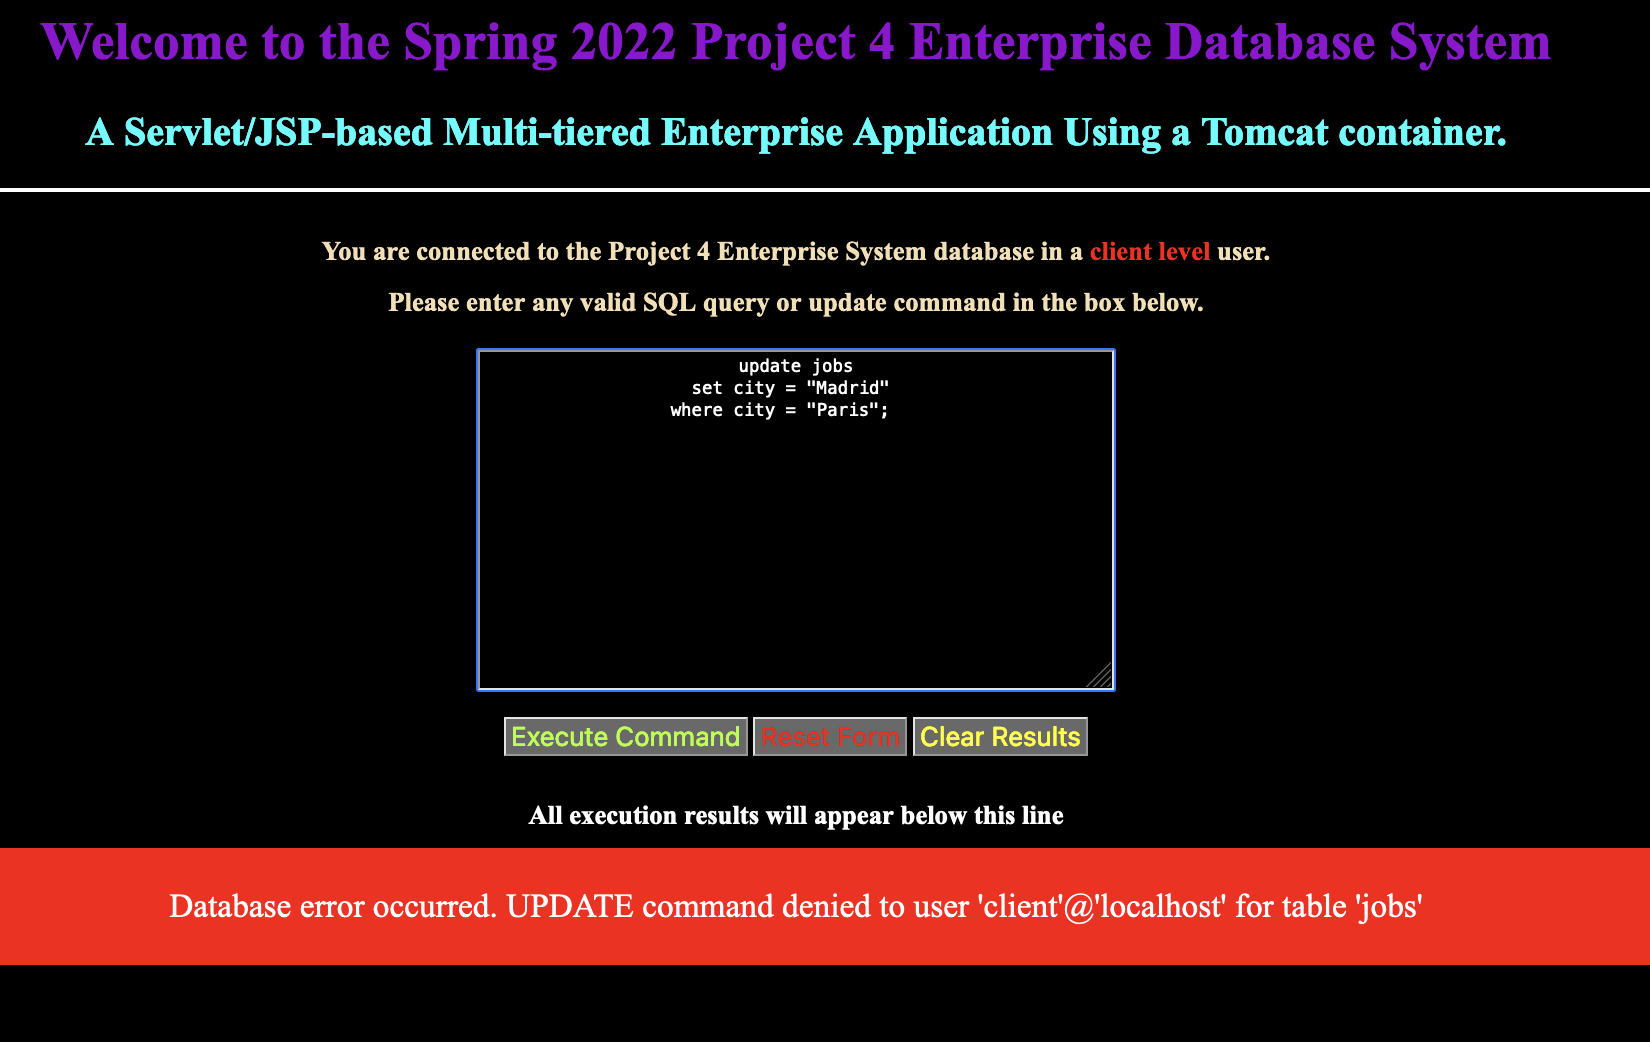 Welcome to the Spring 2022 Project 4 Enterprise Database System
A Servlet/JSP-based Multi-tiered Enterprise Application Using a Tomcat container.
You are connected to the Project 4 Enterprise System database in a client level user.
Please enter any valid SQL query or update command in the box below.
update jobs
set city = "Madrid"
where city = "Paris";
Execute Command Reset Form Clear Results
All execution results will appear below this line
Database error occurred. UPDATE command denied to user 'client'@'localhost' for table 'jobs'